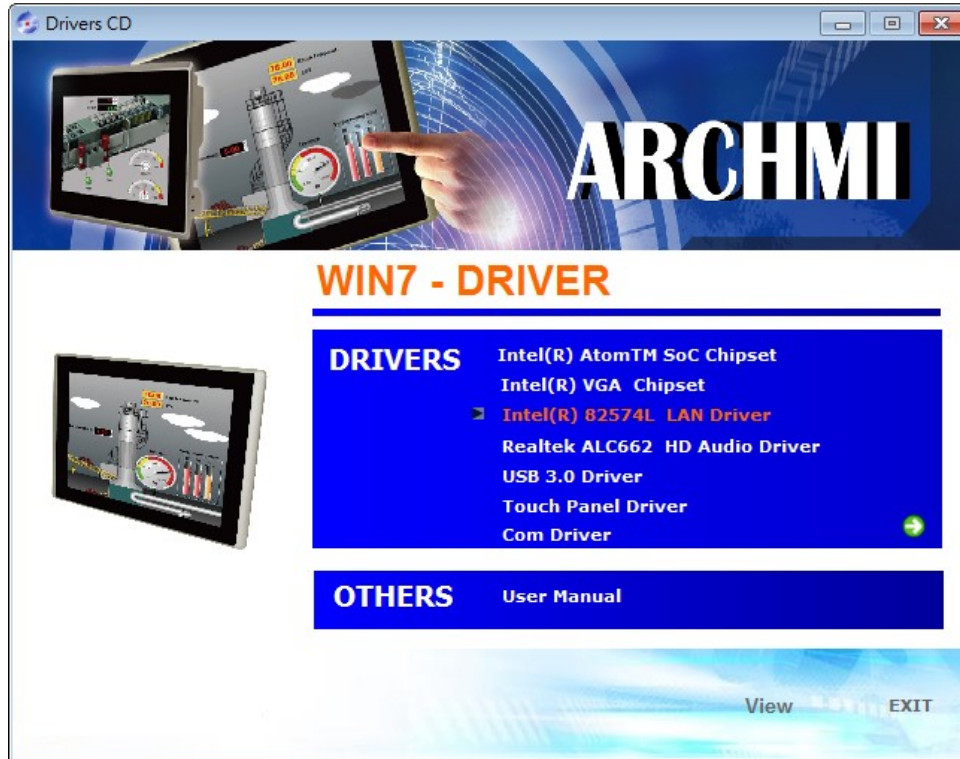 Drivers CD
ARCHMI
WIN7 - DRIVER
DRIVERS
Intel(R) AtomTM SoC Chipset
Intel(R) VGA Chipset
Intel(R) 82574L LAN Driver
Realtek ALC662 HD Audio Driver
USB 3.0 Driver
Touch Panel Driver
Com Driver
OTHERS
User Manual
View
EXIT